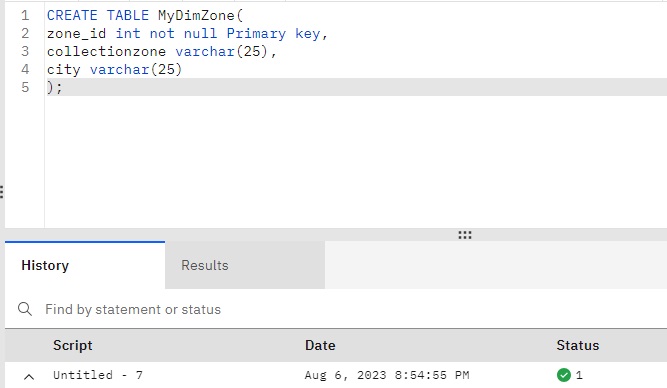 1 CREATE TABLE MyDimZone(
2 zone_id int not null Primary key,
3 collectionzone varchar(25),
4 city varchar(25)
5 );
History Results
Find by statement or status
Script Date Status
Untitled - 7 Aug 6, 2023 8:54:55 PM 1